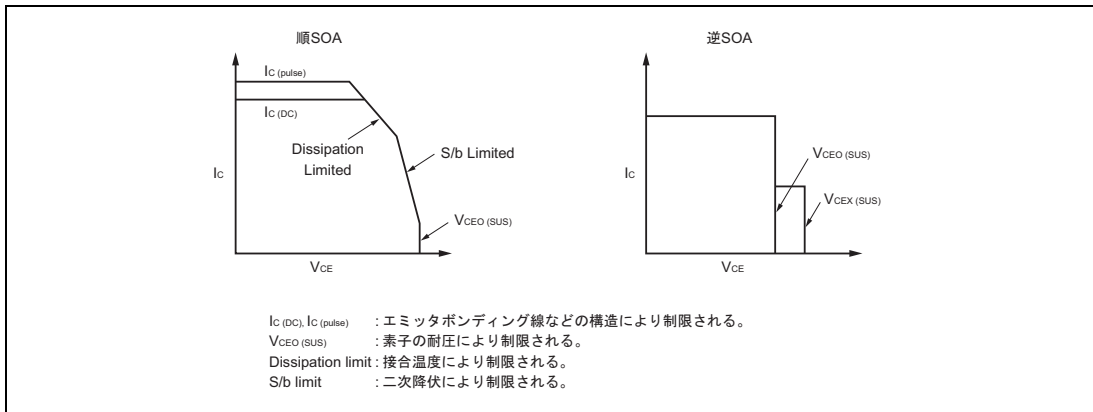 順SOA
IC (pulse)
IC (DC)
Dissipation
Limited
S/b Limited
IC
VCEO (SUS)
VCE
逆SOA
VCEO (SUS)
IC
VCEX (SUS)
VCE
IC (DC), IC (pulse) : エミッタボンディング線などの構造により制限される。
VCEO (SUS) : 素子の耐圧により制限される。
Dissipation limit : 接合温度により制限される。
S/b limit : 二次降伏により制限される。